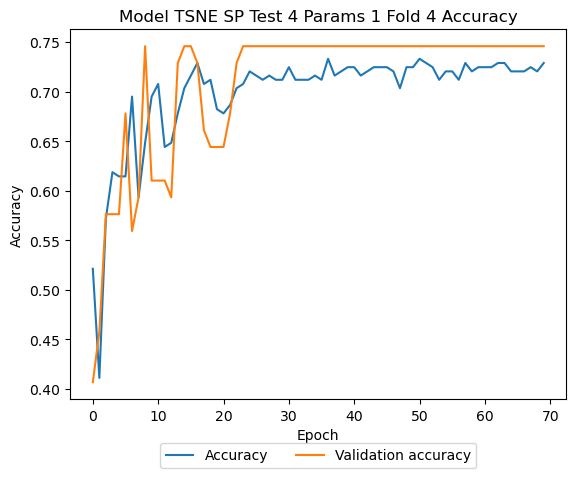 Model TSNE SP Test 4 Params 1 Fold 4 Accuracy
0.75
0.70
0.65
0.60
0.55
0.50
0.45
0.40
Accuracy
0 10 20 30 40 50 60 70
Epoch
Accuracy Validation accuracy